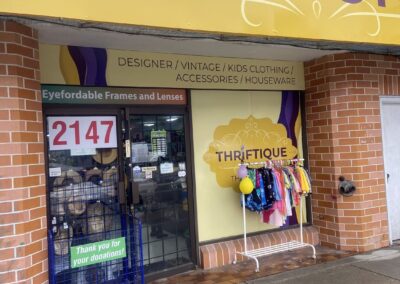 DESIGNER / VINTAGE / KIDS CLOTHING /
ACCESSORIES / HOUSEWARE
Eyefordable Frames and Lenses
2147
THRIFTIQUE
Thank you for
your donations!